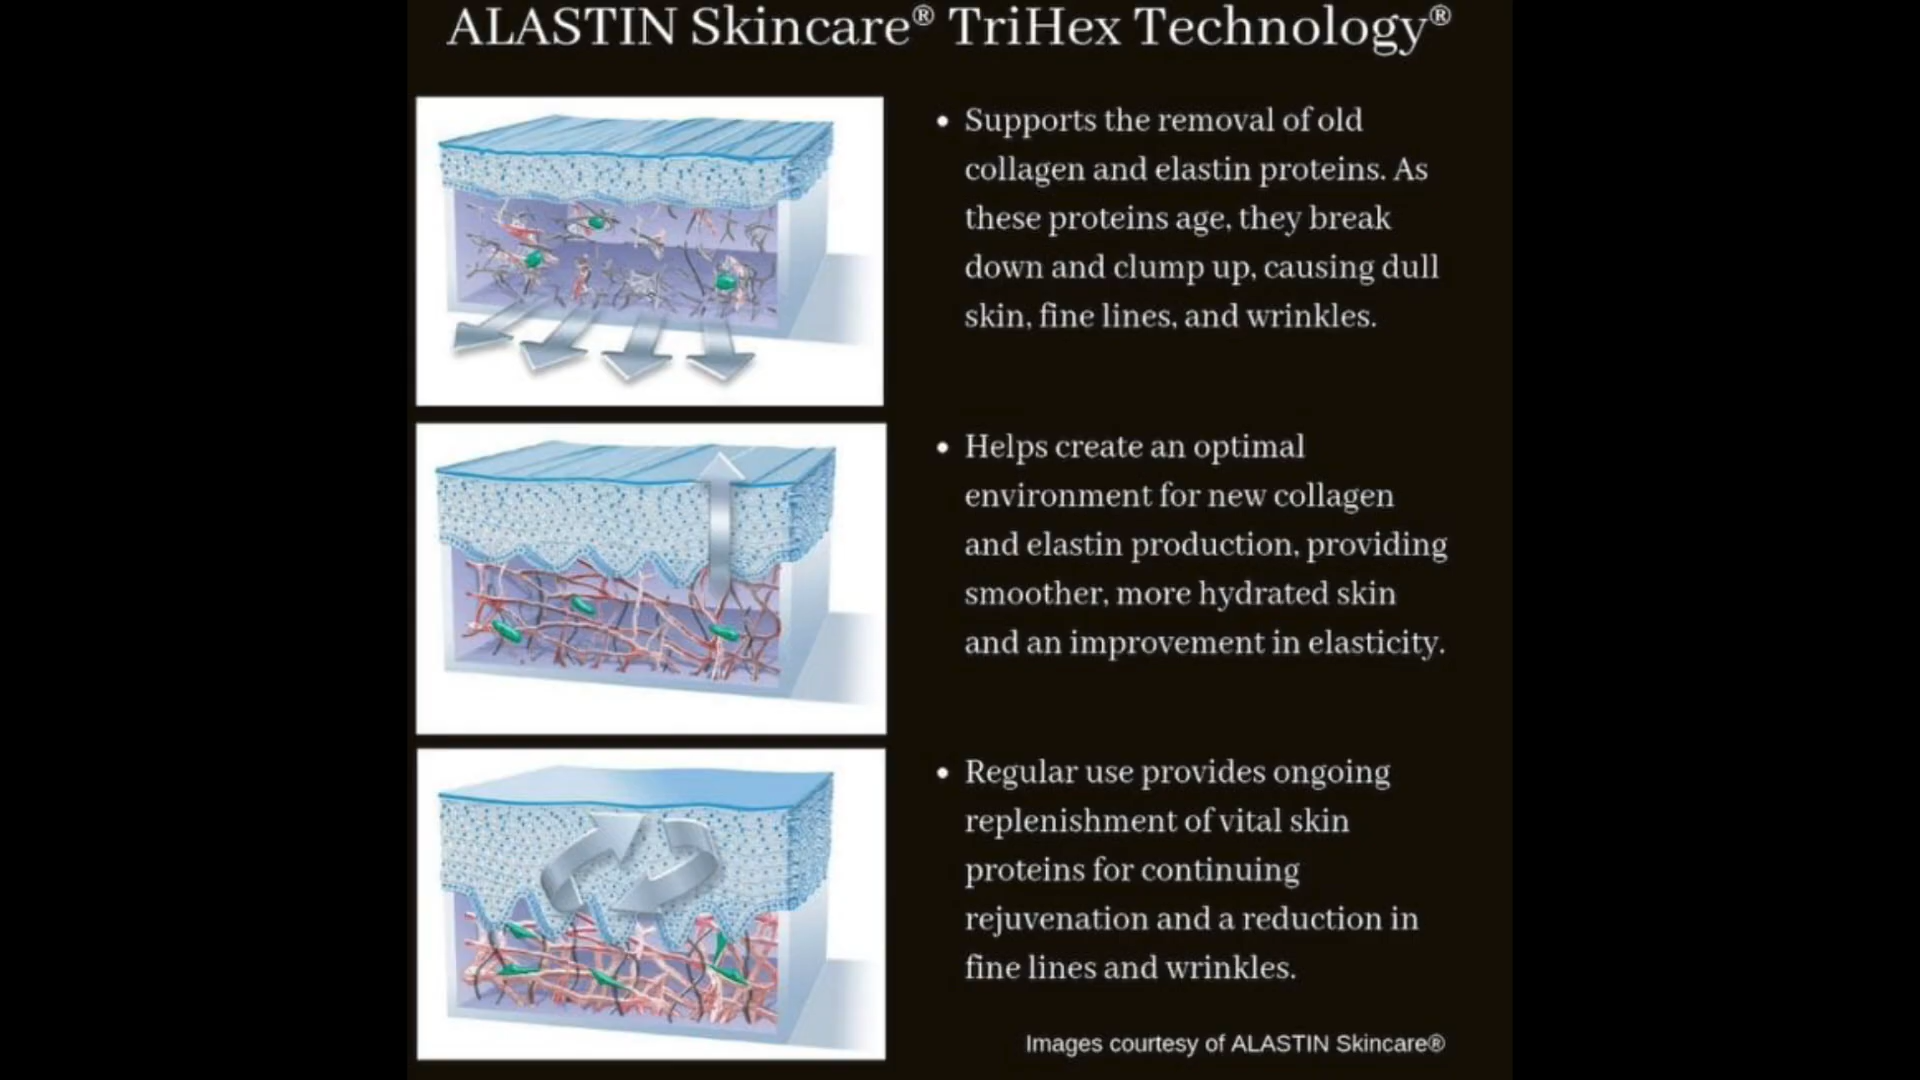 ALASTIN Skincare® TriHex Technology®
• Supports the removal of old
collagen and elastin proteins. As
these proteins age, they break
down and clump up, causing dull
skin, fine lines, and wrinkles.
• Helps create an optimal
environment for new collagen
and elastin production, providing
smoother, more hydrated skin
and an improvement in elasticity.
• Regular use provides ongoing
replenishment of vital skin
proteins for continuing
rejuvenation and a reduction in
fine lines and wrinkles.
Images courtesy of ALASTIN Skincare®